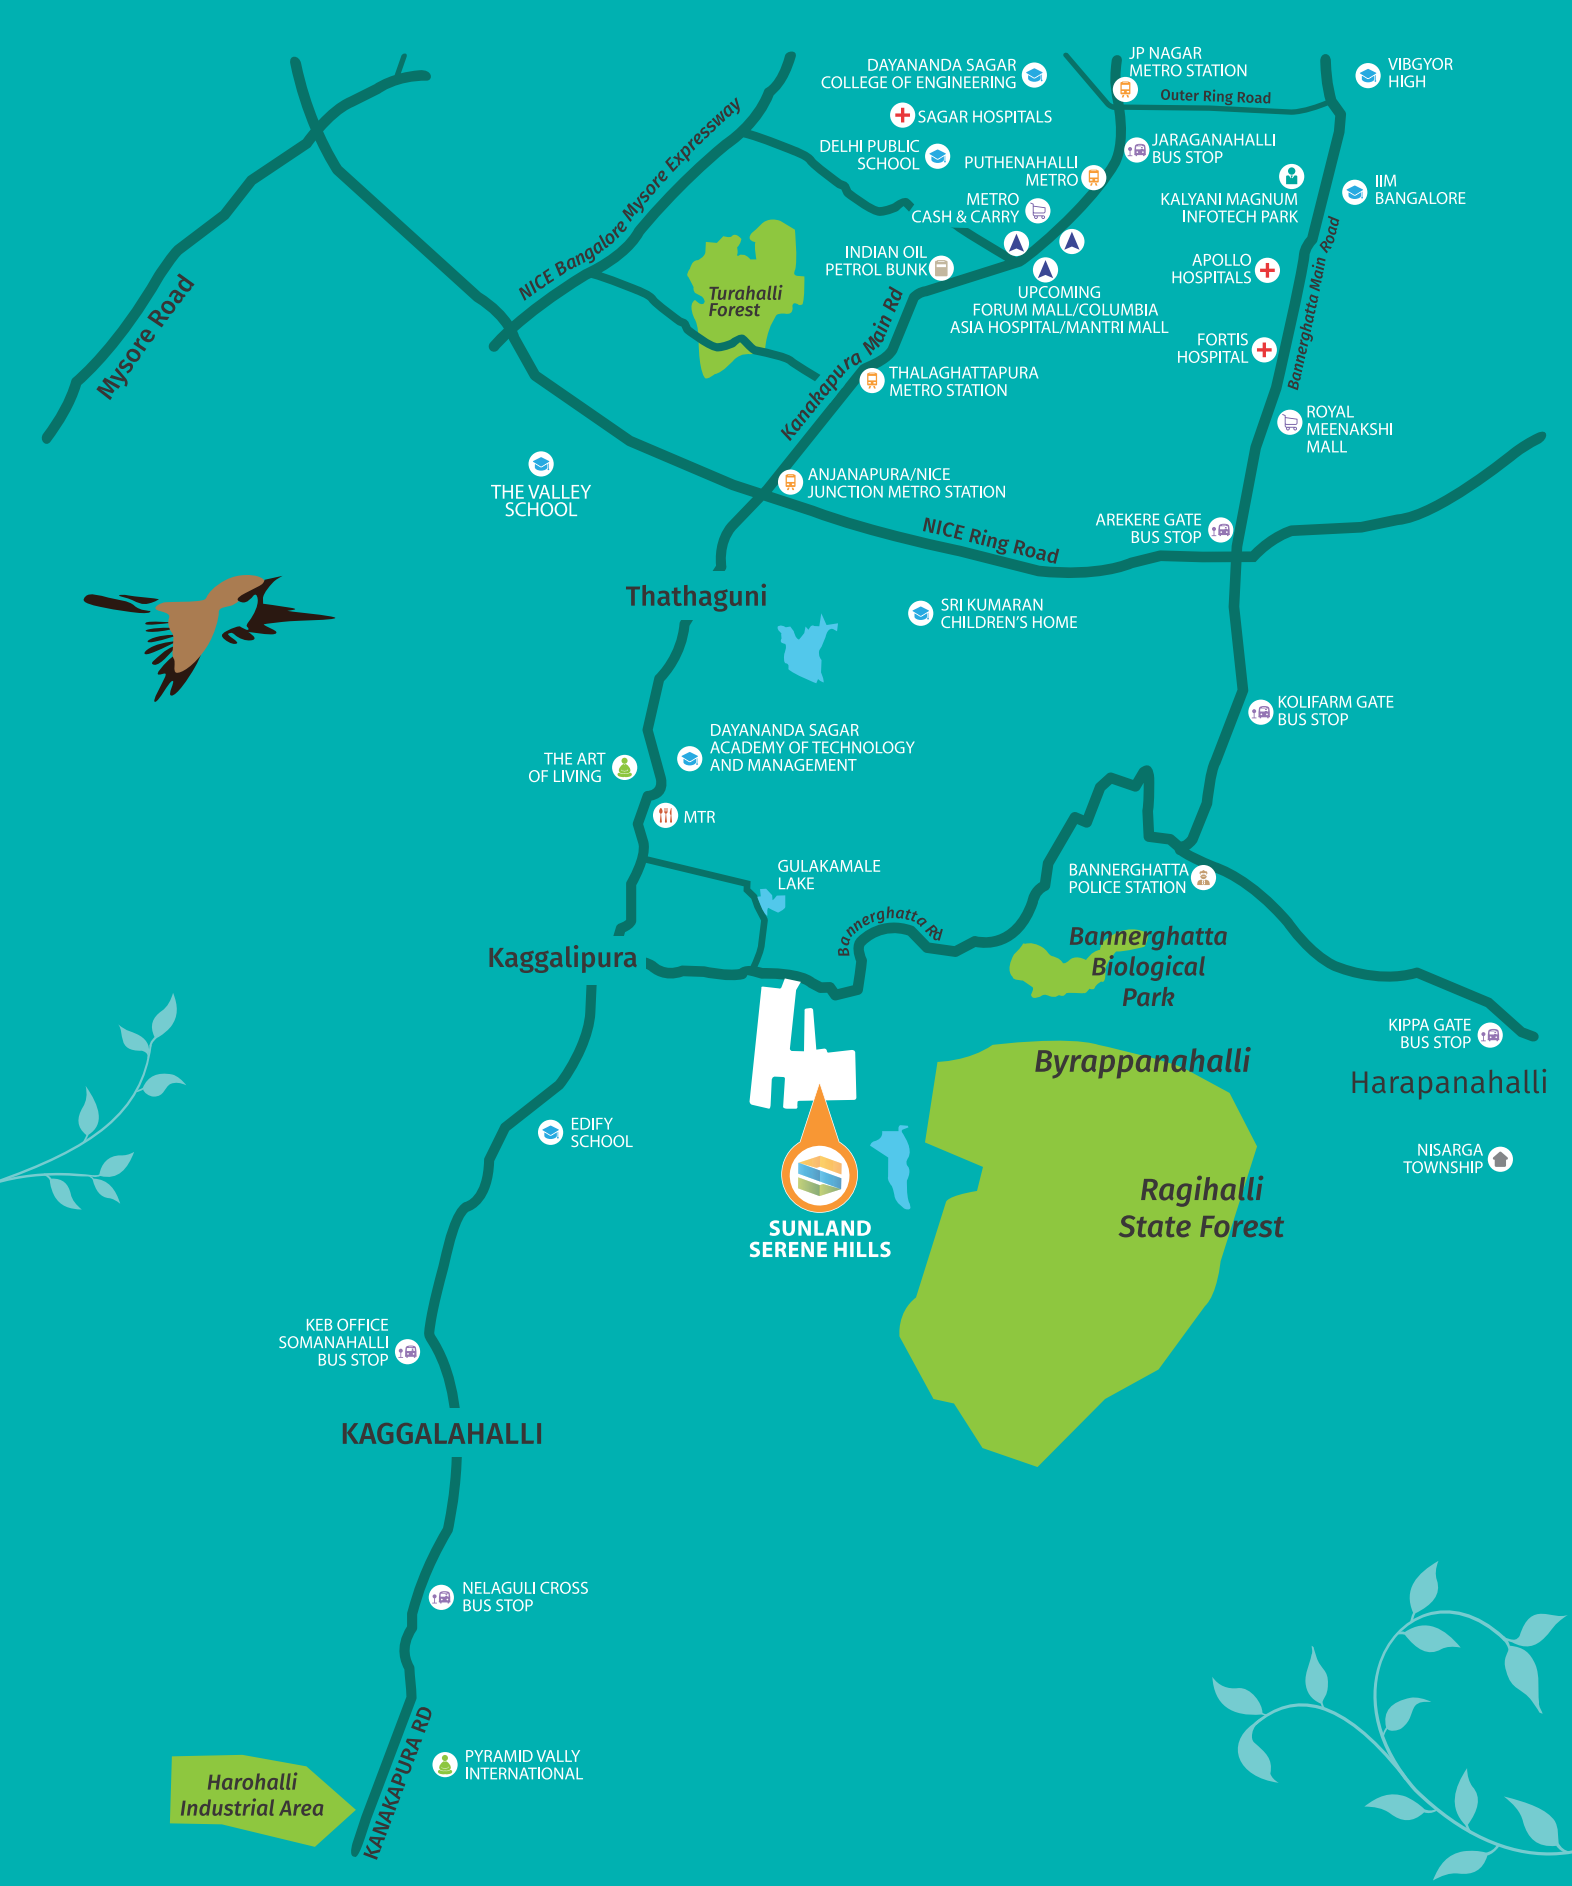 DAYANANDA SAGAR
COLLEGE OF ENGINEERING
JP NAGAR
METRO STATION
VIBGYOR
HIGH
Outer Ring Road
SAGAR HOSPITALS
DELHI PUBLIC
SCHOOL
PUTHENAHALLI
METRO
JARAGANAHALLI
BUS STOP
KALYANI MAGNUM
INFOTECH PARK
IIM
BANGALORE
METRO
CASH & CARRY
NICE Bangalore Mysore Expressway
INDIAN OIL
PETROL BUNK
UPCOMING
FORUM MALL/COLUMBIA
ASIA HOSPITAL/MANTRI MALL
APOLLO
HOSPITALS
Bannerghatta Main Road
Mysore Road
Turahalli
Forest
Kanakapura Main Rd
FORTIS
HOSPITAL
THALAGHATTAPURA
METRO STATION
ROYAL
MEENAKSHI
MALL
THE VALLEY
SCHOOL
ANJANAPURA/NICE
JUNCTION METRO STATION
NICE Ring Road
AREKERE GATE
BUS STOP
Thathaguni
SRI KUMARAN
CHILDREN'S HOME
KOLIFARM GATE
BUS STOP
DAYANANDA SAGAR
ACADEMY OF TECHNOLOGY
AND MANAGEMENT
THE ART
OF LIVING
MTR
GULAKAMALE
LAKE
BANNERGHATTA
POLICE STATION
Bannerghatta Rd
Kaggalipura
Bannerghatta
Biological
Park
KIPPA GATE
BUS STOP
Byrappanahalli
Harapanahalli
EDIFY
SCHOOL
NISARGA
TOWNSHIP
Ragihalli
State Forest
SUNLAND
SERENE HILLS
KEB OFFICE
SOMANAHALLI
BUS STOP
KAGGALAHALLI
NELAGULI CROSS
BUS STOP
KANAKAPURA RD
PYRAMID VALLY
INTERNATIONAL
Harohalli
Industrial Area